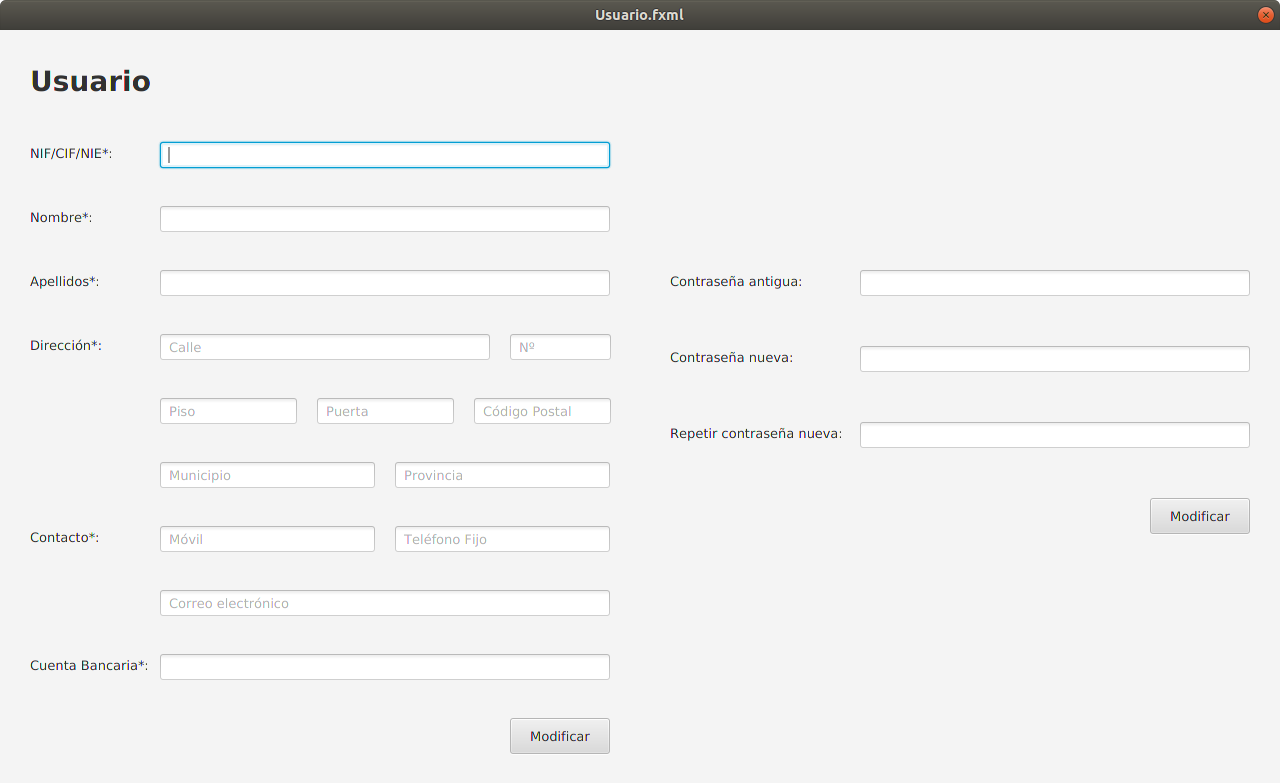 Usuario.fxml
Usuario
NIF/CIF/NIE*:
Nombre*:
Apellidos*:
Dirección*:
Calle
Nº
Piso
Puerta
Código Postal
Municipio
Provincia
Contacto*:
Móvil
Teléfono Fijo
Correo electrónico
Cuenta Bancaria*:
Modificar
Contraseña antigua:
Contraseña nueva:
Repetir contraseña nueva:
Modificar